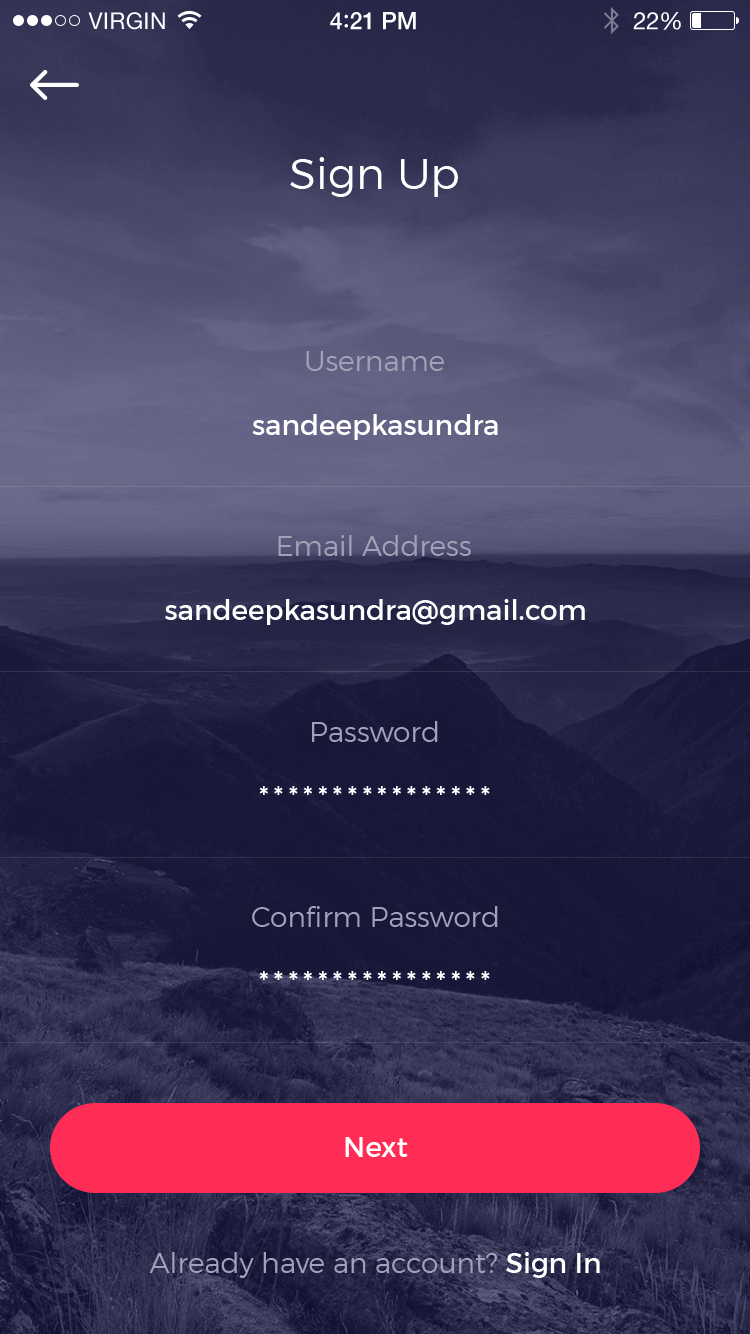 VIRGIN 4:21 PM 22%
Sign Up
Username
sandeepkasundra
Email Address
sandeepkasundra@gmail.com
Password
****************
Confirm Password
****************
Next
Already have an account? Sign In